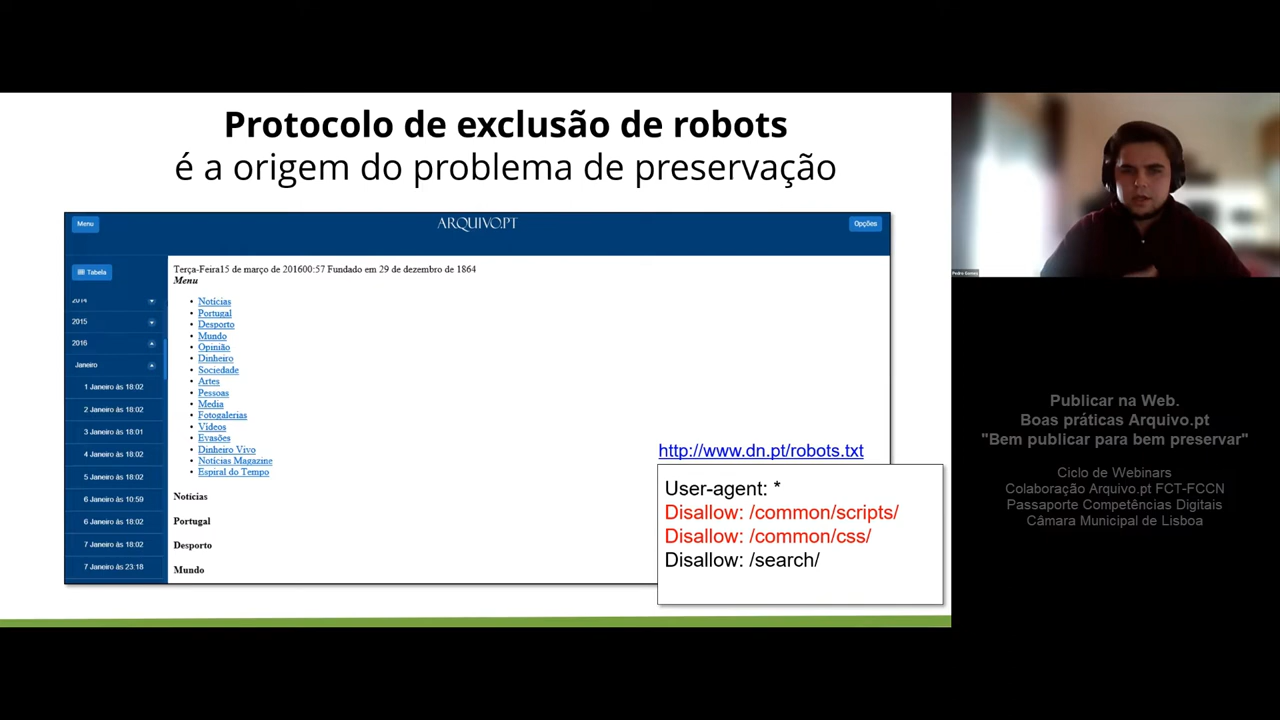 Protocolo de exclusão de robots
é a origem do problema de preservação
Menu
ARQUIVO.PT
Opções
Tabela
2014
2015
2016
Janeiro
1 Janeiro às 18:02
2 Janeiro às 18:02
3 Janeiro às 18:01
4 Janeiro às 18:02
5 Janeiro às 18:02
6 Janeiro às 10:59
6 Janeiro às 18:02
7 Janeiro às 18:02
7 Janeiro às 23:18
Terça-Feira15 de março de 201600:57 Fundado em 29 de dezembro de 1864
Menu
• Notícias
• Portugal
• Desporto
• Mundo
• Opinião
• Dinheiro
• Sociedade
• Artes
• Pessoas
• Media
• Fotogalerias
• Vídeos
• Evasões
• Dinheiro Vivo
• Notícias Magazine
• Espiral do Tempo
Notícias
Portugal
Desporto
Mundo
http://www.dn.pt/robots.txt
User-agent: *
Disallow: /common/scripts/
Disallow: /common/css/
Disallow: /search/
Pedro Gomes
Publicar na Web.
Boas práticas Arquivo.pt
"Bem publicar para bem preservar"
Ciclo de Webinars
Colaboração Arquivo.pt FCT-FCCN
Passaporte Competências Digitais
Câmara Municipal de Lisboa